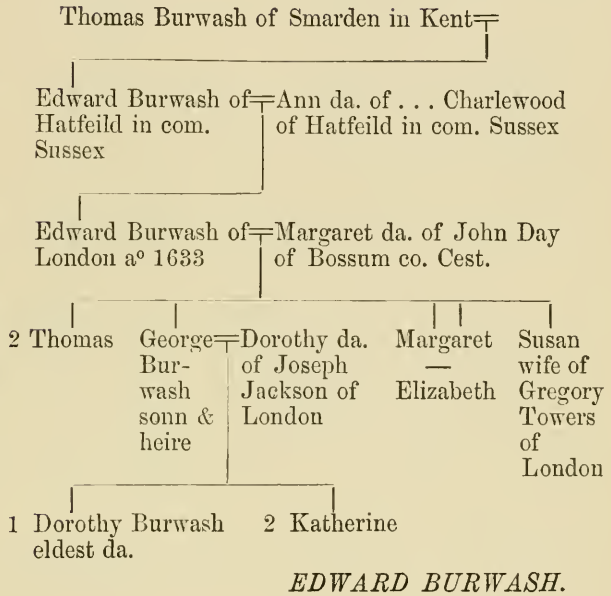 Thomas Burwash of Smarden in Kent
Edward Burwash of
Hatfeild in com.
Sussex
Ann da. of . . . Charlewood
of Hatfeild in com. Sussex
Edward Burwash of
London aº 1633
Margaret da. of John Day
of Bossum co. Cest.
2 Thomas
George
Bur-
wash
sonn &
heire
Dorothy da.
of Joseph
Jackson of
London
Margaret
—
Elizabeth
Susan
wife of
Gregory
Towers
of
London
1 Dorothy Burwash
eldest da.
2 Katherine
EDWARD BURWASH.